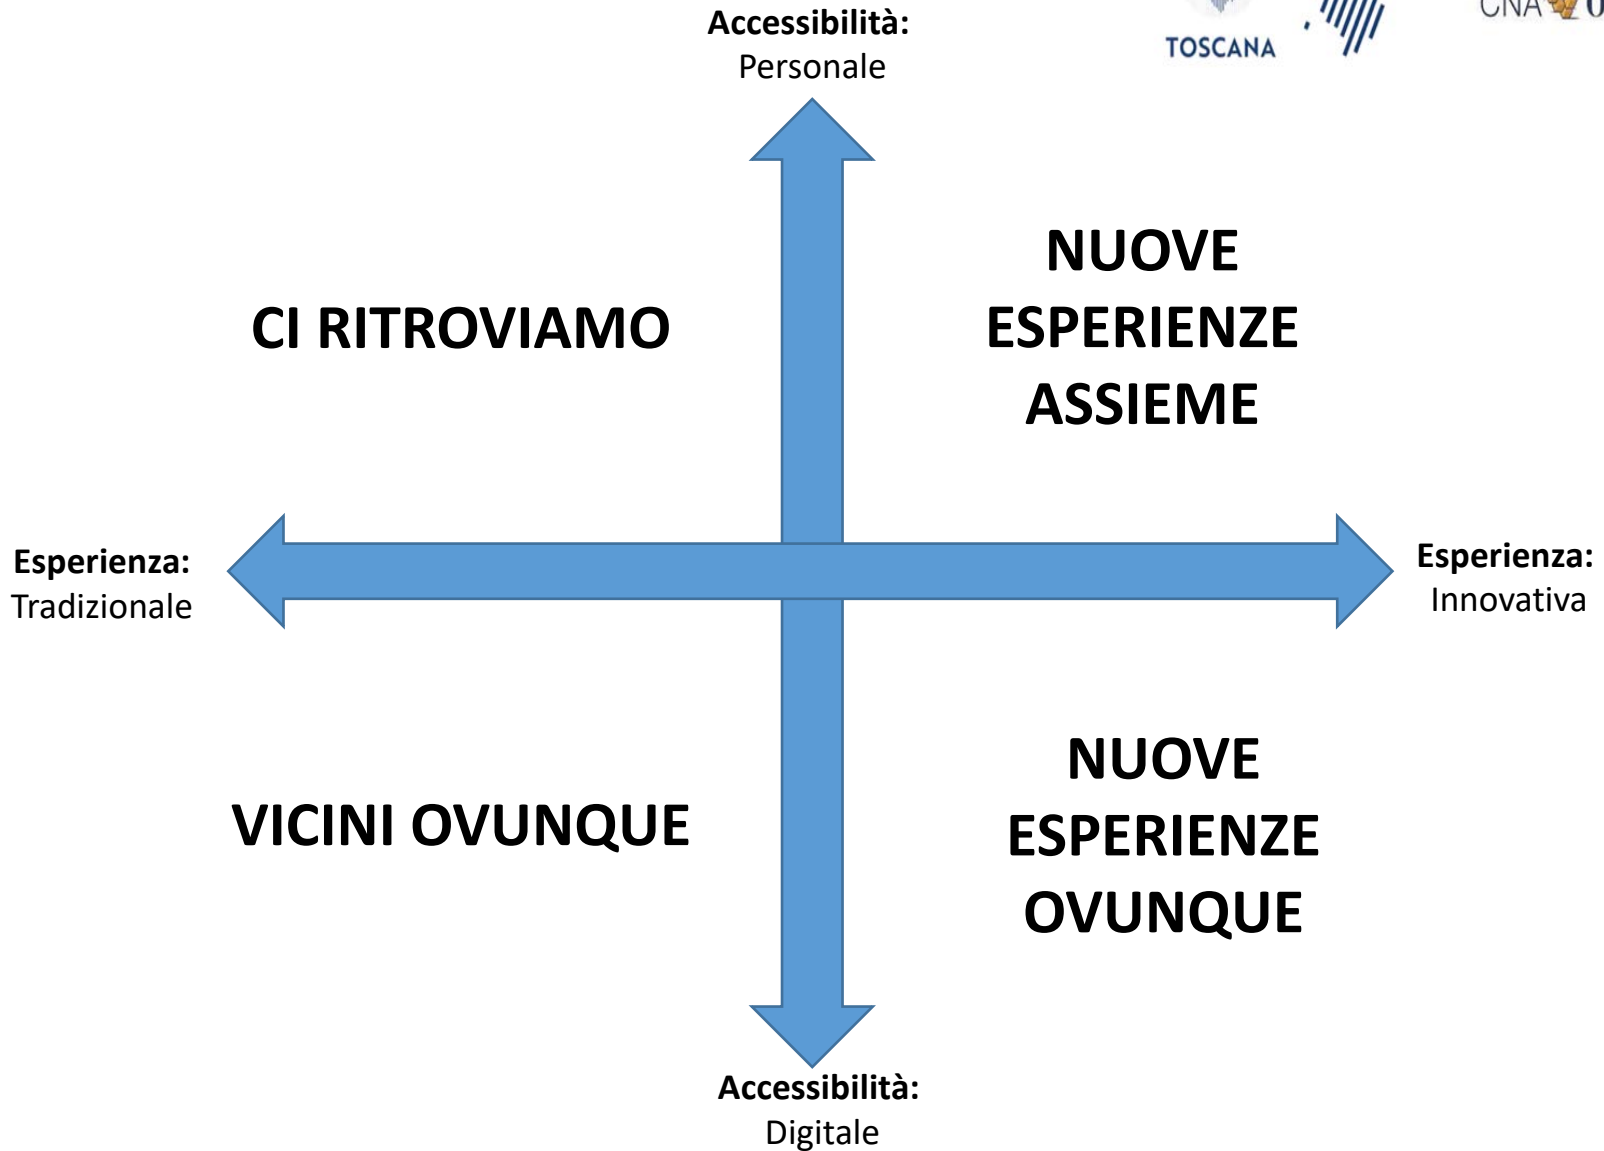 Accessibilità:
Personale
TOSCANA
CNA
NUOVE
ESPERIENZE
ASSIEME
CI RITROVIAMO
Esperienza:
Tradizionale
Esperienza:
Innovativa
VICINI OVUNQUE
NUOVE
ESPERIENZE
OVUNQUE
Accessibilità:
Digitale